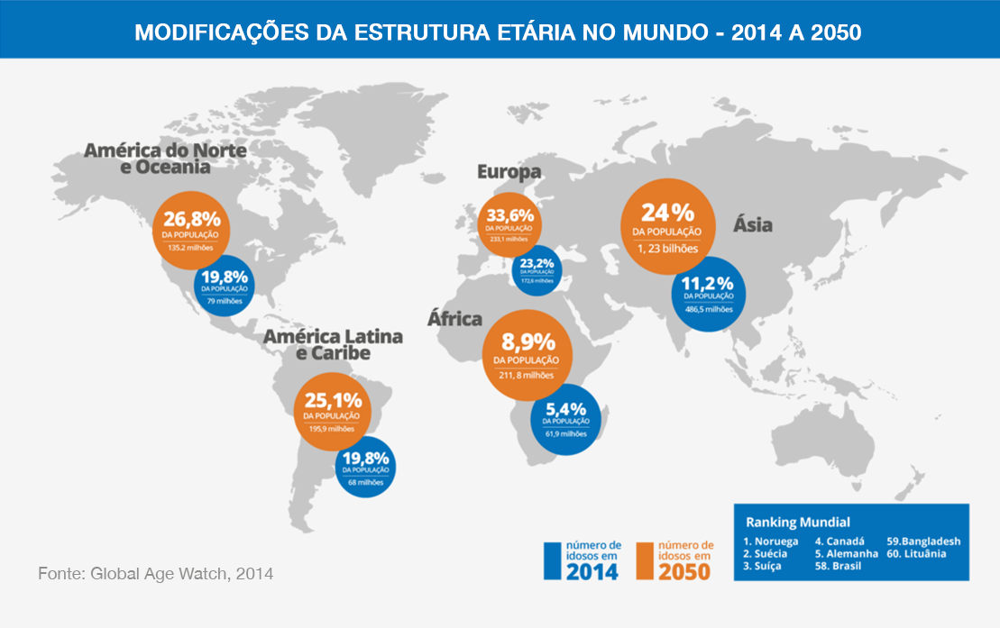 MODIFICAÇÕES DA ESTRUTURA ETÁRIA NO MUNDO - 2014 A 2050
América do Norte
e Oceania
26,8%
DA POPULAÇÃO
135.2 milhões
19,8%
DA POPULAÇÃO
79 milhões
Europa
33,6%
DA POPULAÇÃO
233,1 milhões
23,2%
DA POPULAÇÃO
172,6 milhões
Ásia
24%
DA POPULAÇÃO
1, 23 bilhões
11,2%
DA POPULAÇÃO
486,5 milhões
América Latina
e Caribe
25,1%
DA POPULAÇÃO
195,9 milhões
19,8%
DA POPULAÇÃO
68 milhões
África
8,9%
DA POPULAÇÃO
211, 8 milhões
5,4%
DA POPULAÇÃO
61,9 milhões
número de
idosos em
2014
número de
idosos em
2050
Ranking Mundial
1. Noruega
2. Suécia
3. Suíça
4. Canadá
5. Alemanha
58. Brasil
59.Bangladesh
60. Lituânia
Fonte: Global Age Watch, 2014